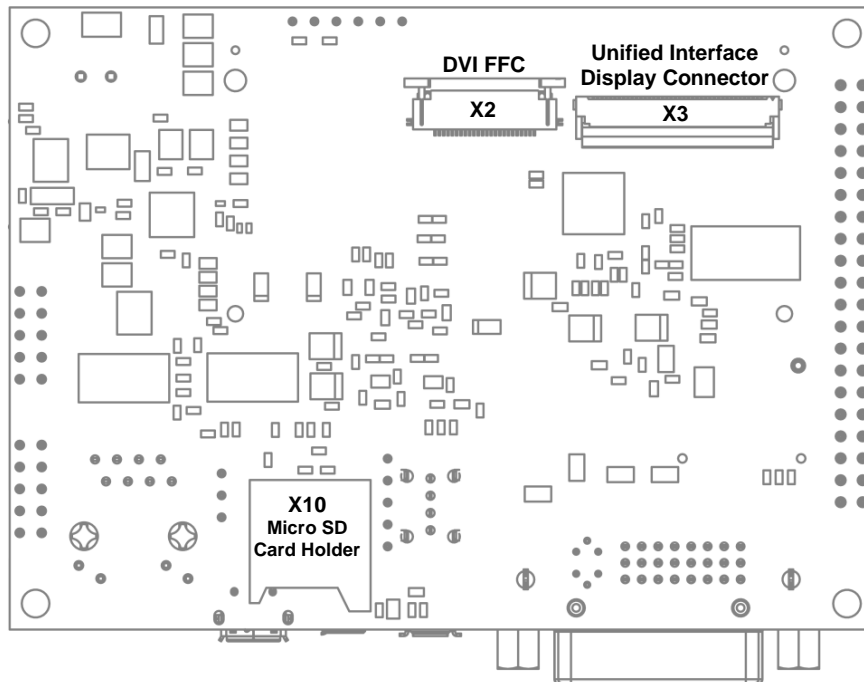 DVI FFC
X2
Unified Interface
Display Connector
X3
X10
Micro SD
Card Holder